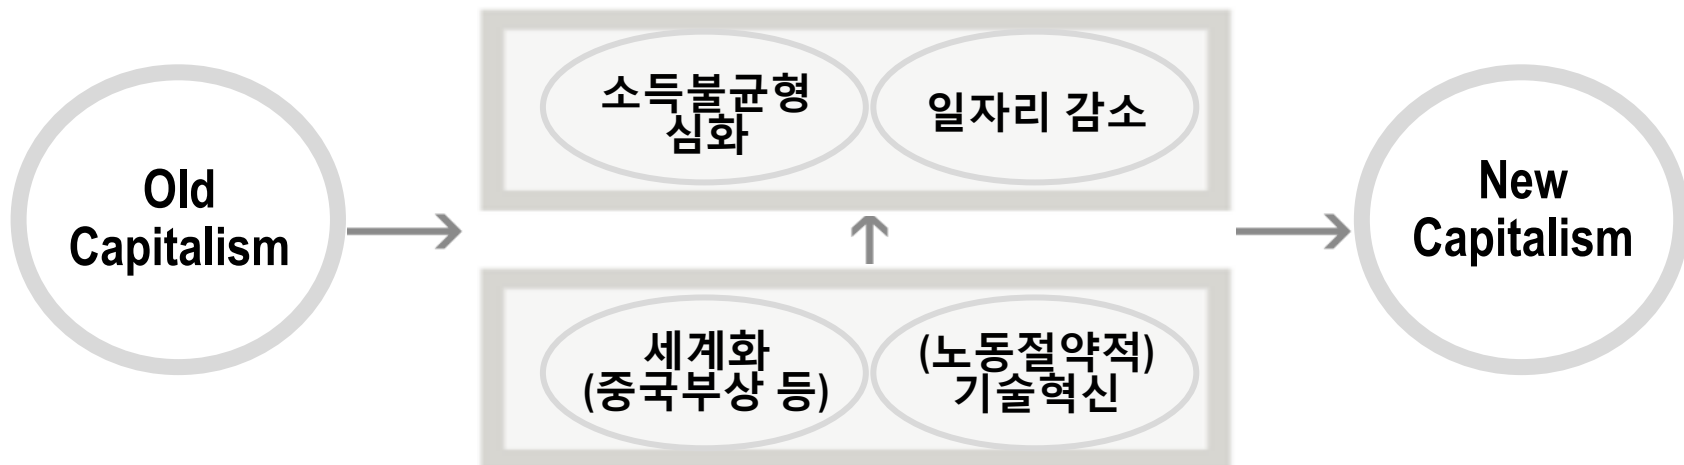 Old
Capitalism
소득불균형
심화
일자리 감소
세계화
(중국부상 등)
(노동절약적)
기술혁신
New
Capitalism